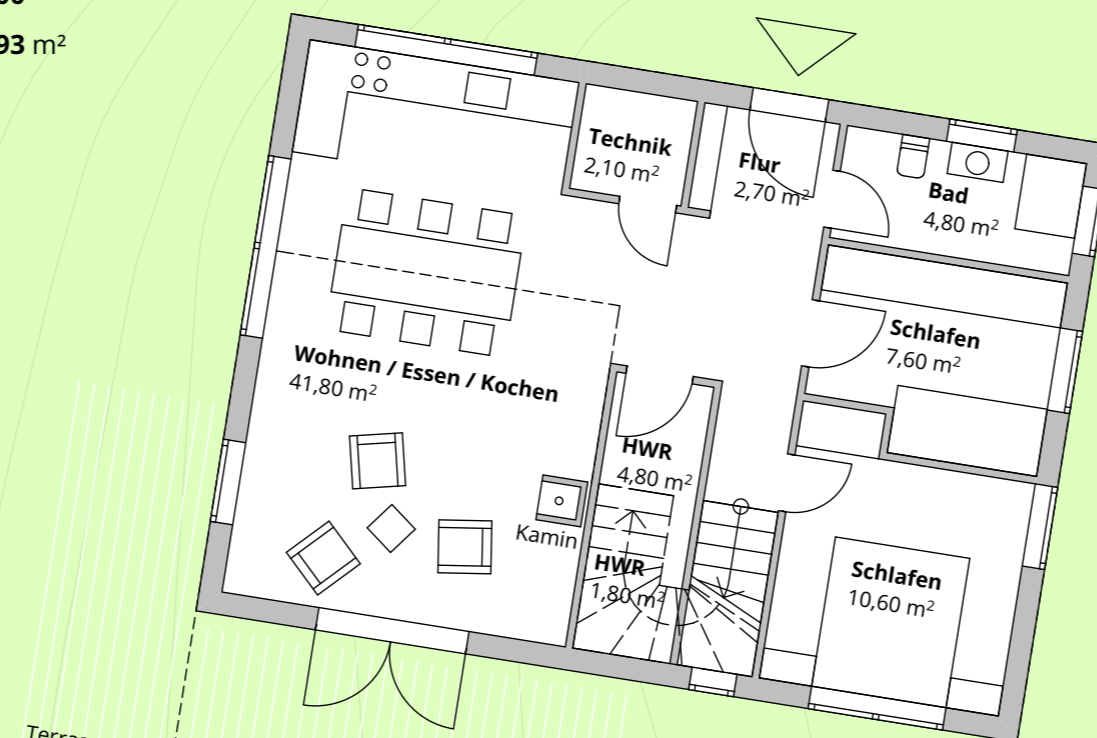 93 m²
Technik
2,10 m²
Flur
2,70 m²
Bad
4,80 m²
Schlafen
7,60 m²
Wohnen / Essen / Kochen
41,80 m²
HWR
4,80 m²
Kamin
HWR
1,80 m²
Schlafen
10,60 m²